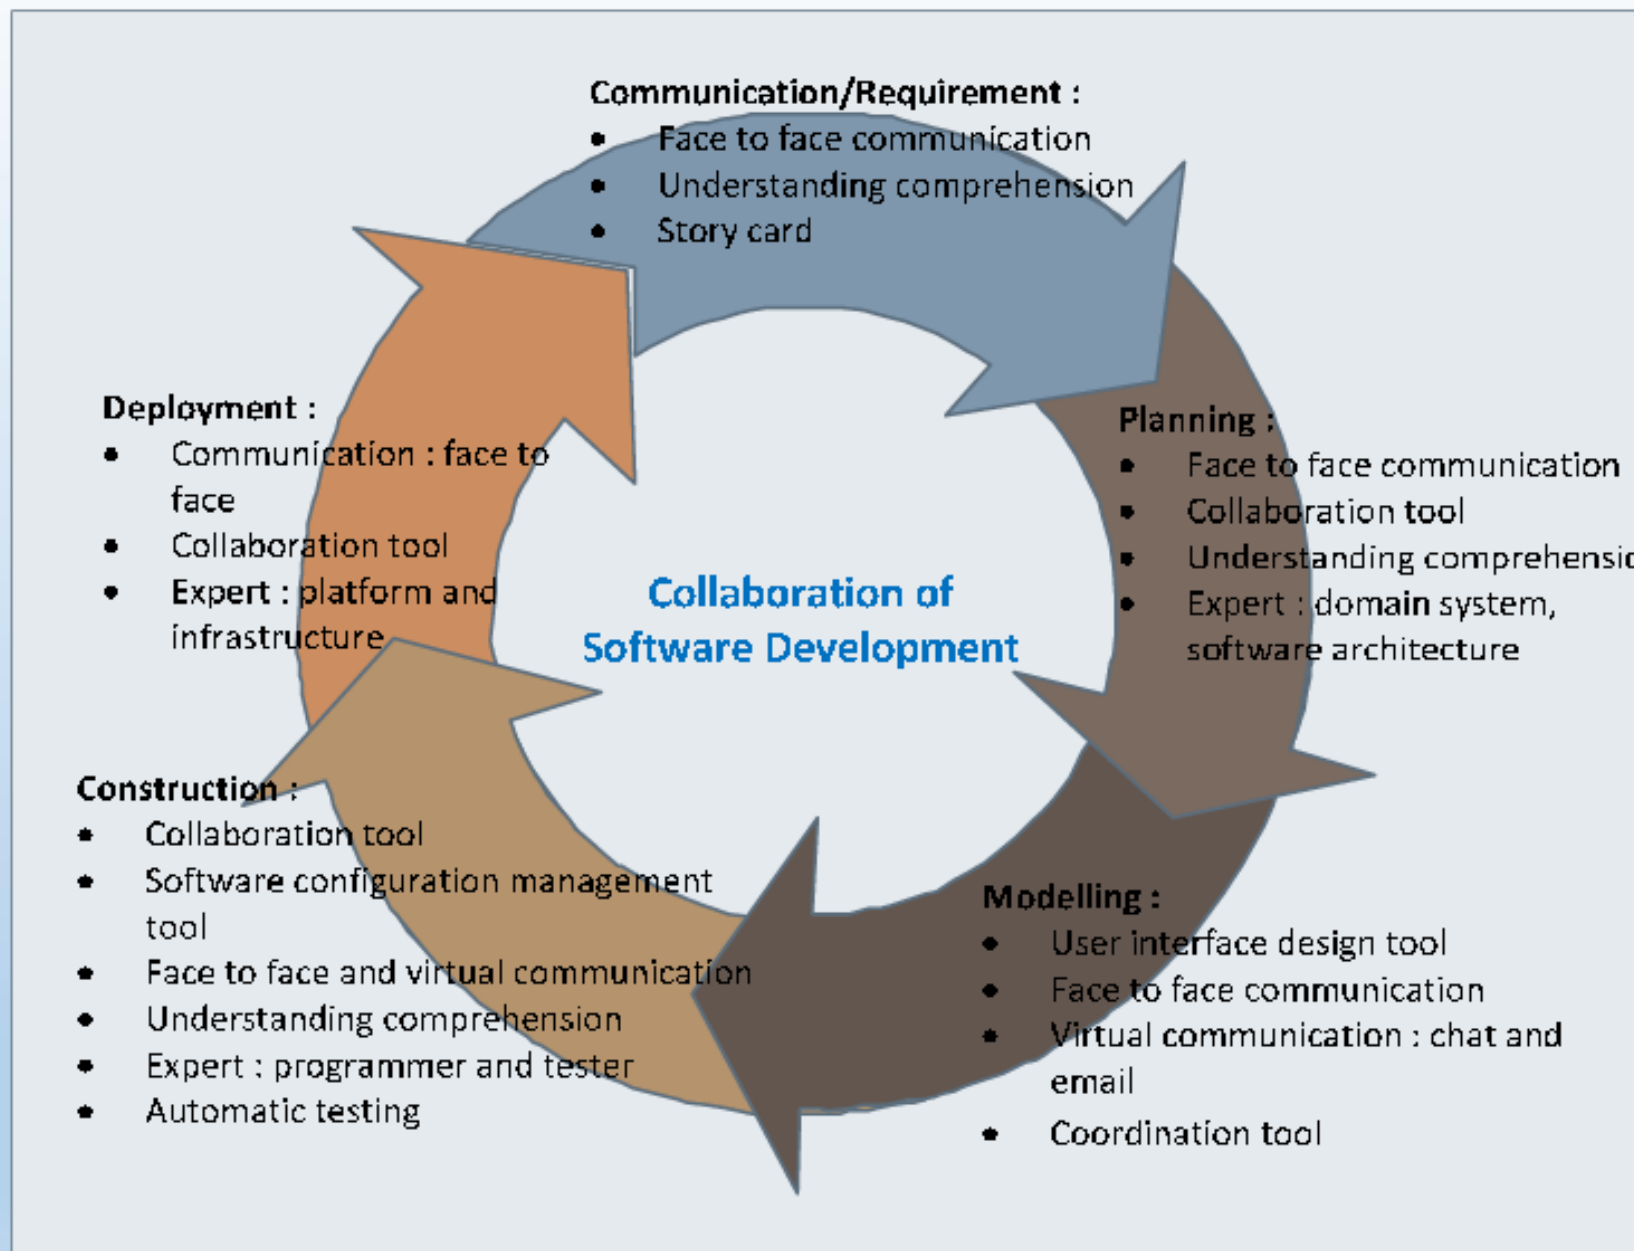 Communication/Requirement :
• Face to face communication
• Understanding comprehension
• Story card
Planning :
• Face to face communication
• Collaboration tool
• Understanding comprehensio
• Expert : domain system,
software architecture
Modelling :
• User interface design tool
• Face to face communication
• Virtual communication : chat and
email
• Coordination tool
Construction :
• Collaboration tool
• Software configuration management
tool
• Face to face and virtual communication
• Understanding comprehension
• Expert : programmer and tester
• Automatic testing
Deployment :
• Communication : face to
face
• Collaboration tool
• Expert : platform and
infrastructure
Collaboration of
Software Development